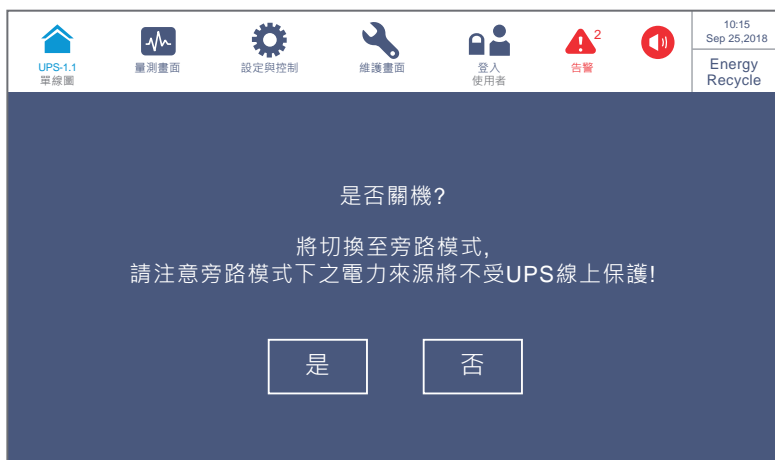 10:15
Sep 25,2018
Energy
Recycle
UPS-1.1
單線圖
量測畫面
設定與控制
維護畫面
登入
使用者
2
告警
是否關機?
將切換至旁路模式,
請注意旁路模式下之電力來源將不受UPS線上保護!
是
否